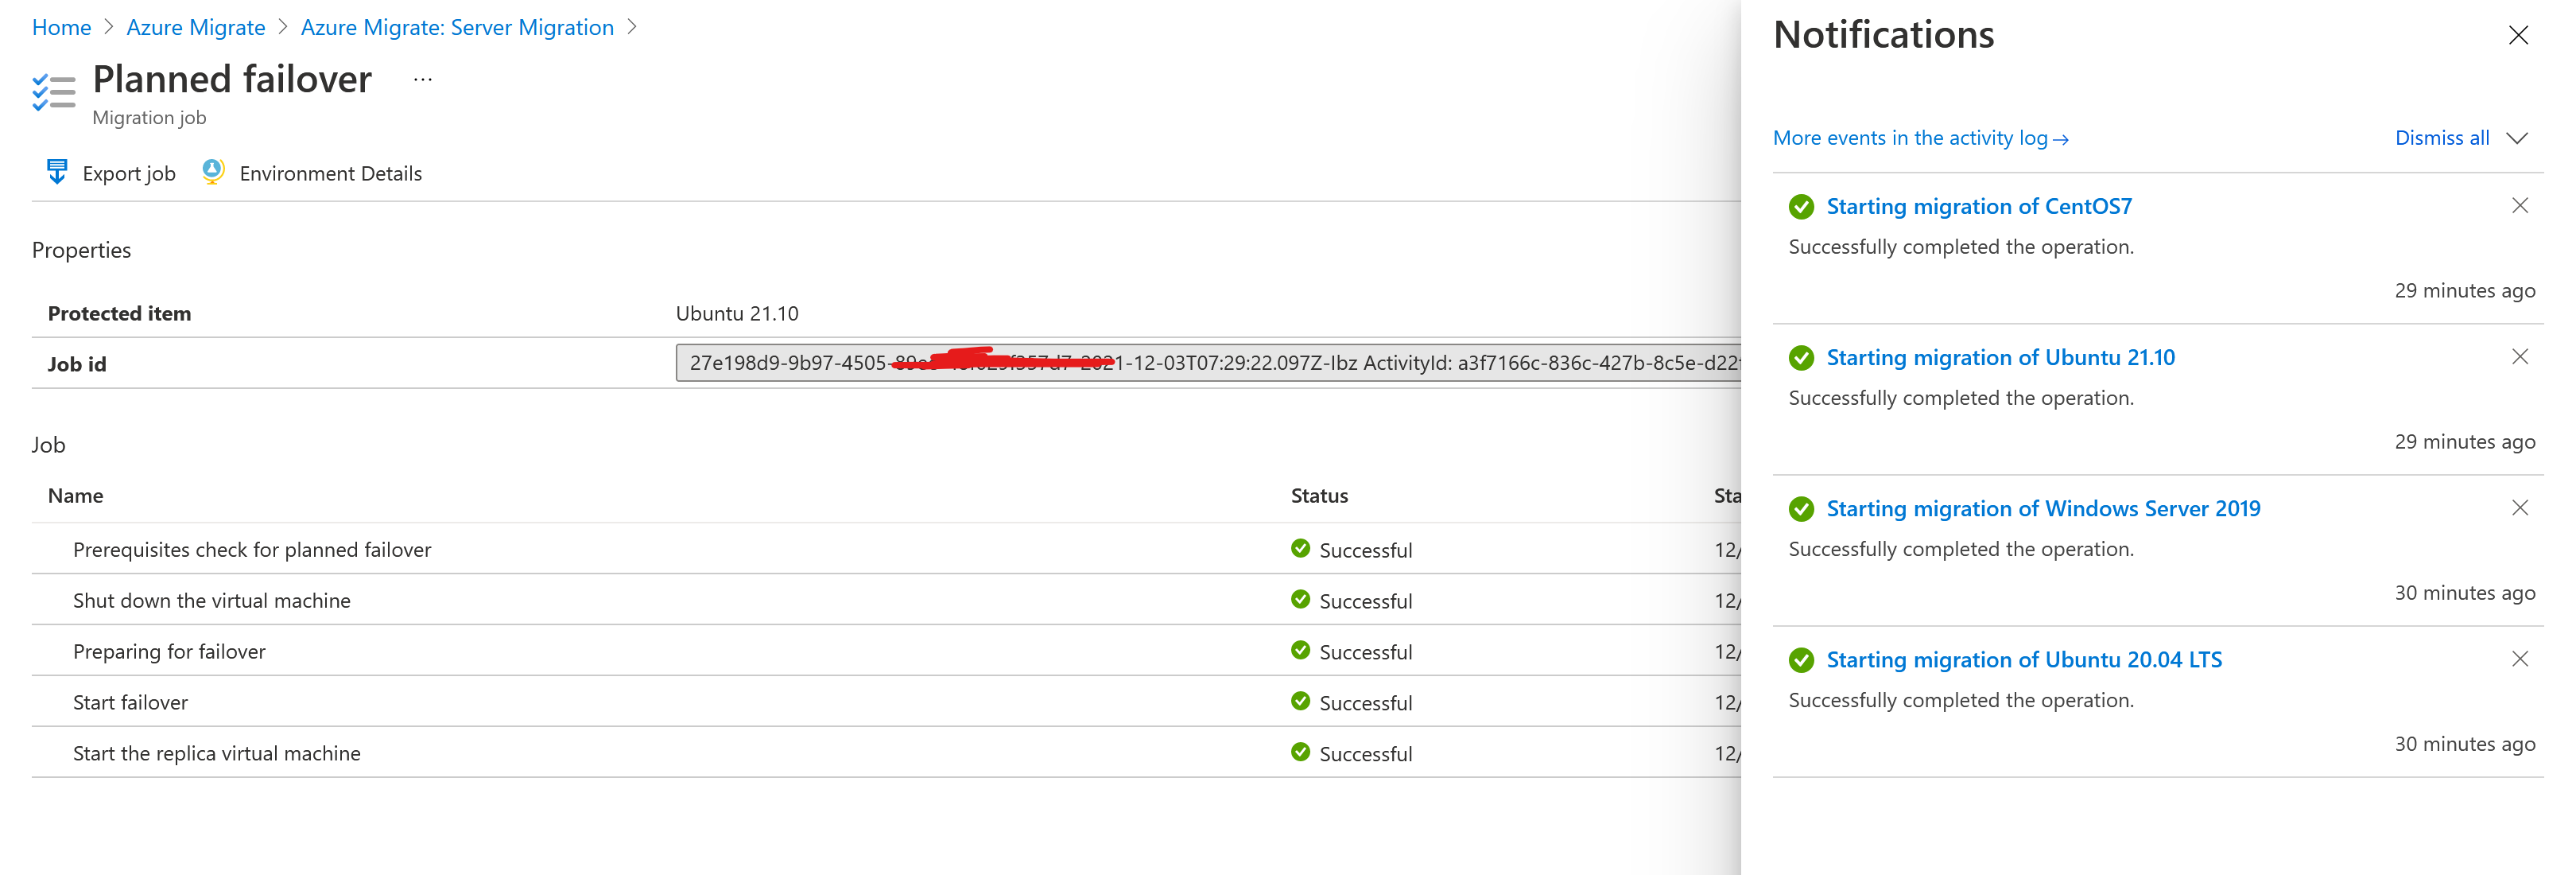 Home > Azure Migrate > Azure Migrate: Server Migration >
Planned failover ...
Migration job
Export job Environment Details
Properties
Protected item Ubuntu 21.10
Job id 27e198d9-9b97-4505- 1-12-03T07:29:22.097Z-Ibz ActivityId: a3f7166c-836c-427b-8c5e-d22
Job
Name Status Sta
Prerequisites check for planned failover Successful 12/
Shut down the virtual machine Successful 12/
Preparing for failover Successful 12/
Start failover Successful 12/
Start the replica virtual machine Successful 12/
Notifications
More events in the activity log→ Dismiss all
Starting migration of CentOS7
Successfully completed the operation.
29 minutes ago
Starting migration of Ubuntu 21.10
Successfully completed the operation.
29 minutes ago
Starting migration of Windows Server 2019
Successfully completed the operation.
30 minutes ago
Starting migration of Ubuntu 20.04 LTS
Successfully completed the operation.
30 minutes ago